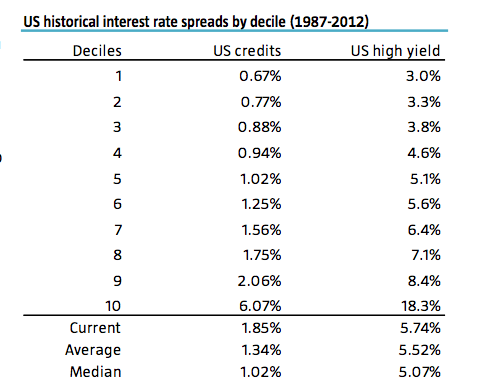 US historical interest rate spreads by decile (1987-2012)
Deciles US credits US high yield
1 0.67% 3.0%
2 0.77% 3.3%
3 0.88% 3.8%
4 0.94% 4.6%
5 1.02% 5.1%
6 1.25% 5.6%
7 1.56% 6.4%
8 1.75% 7.1%
9 2.06% 8.4%
10 6.07% 18.3%
Current 1.85% 5.74%
Average 1.34% 5.52%
Median 1.02% 5.07%